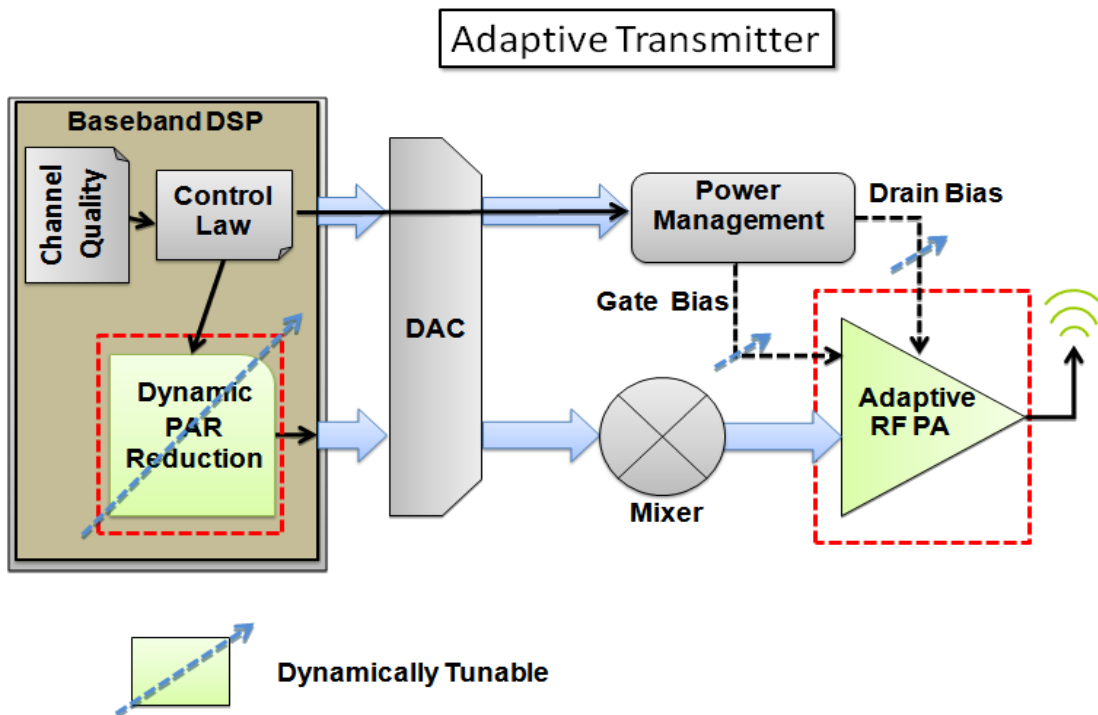 Adaptive Transmitter
Baseband DSP
Channel
Quality
Control
Law
Dynamic
PAR
Reduction
DAC
Power
Management
Drain Bias
Gate Bias
Mixer
Adaptive
RF PA
Dynamically Tunable